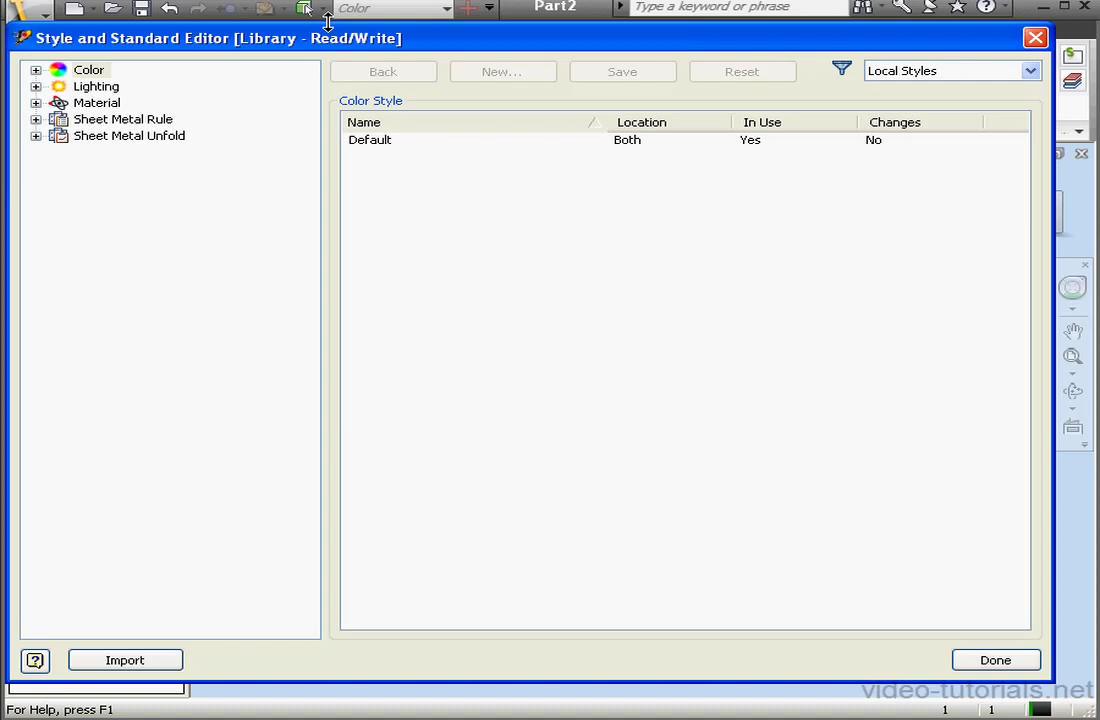 Color
Part2
Type a keyword or phrase
Style and Standard Editor [Library - Read/Write]
Color
Lighting
Material
Sheet Metal Rule
Sheet Metal Unfold
Back
New...
Save
Reset
Local Styles
Color Style
Name Location In Use Changes
Default Both Yes No
Import
Done
video-tutorials.net
For Help, press F1
1 1